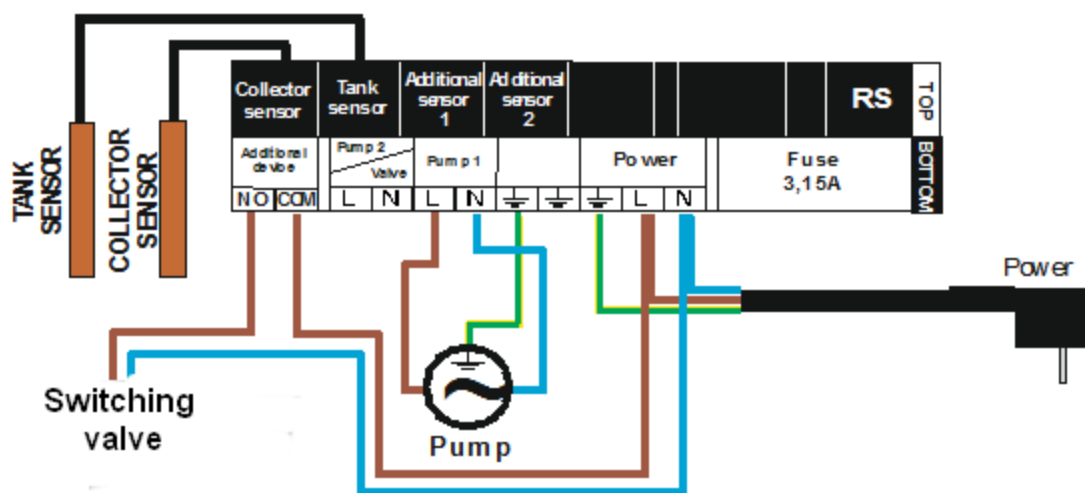 Collector
sensor
Tank
sensor
Additional
sensor
1
Additional
sensor
2
RS
TOP
Additional
device
Pump 2
Valve
Pump 1
Power
Fuse
3,15A
BOTTOM
NO COM L N L N L N
TANK
SENSOR
COLLECTOR
SENSOR
Power
Switching
valve
Pump